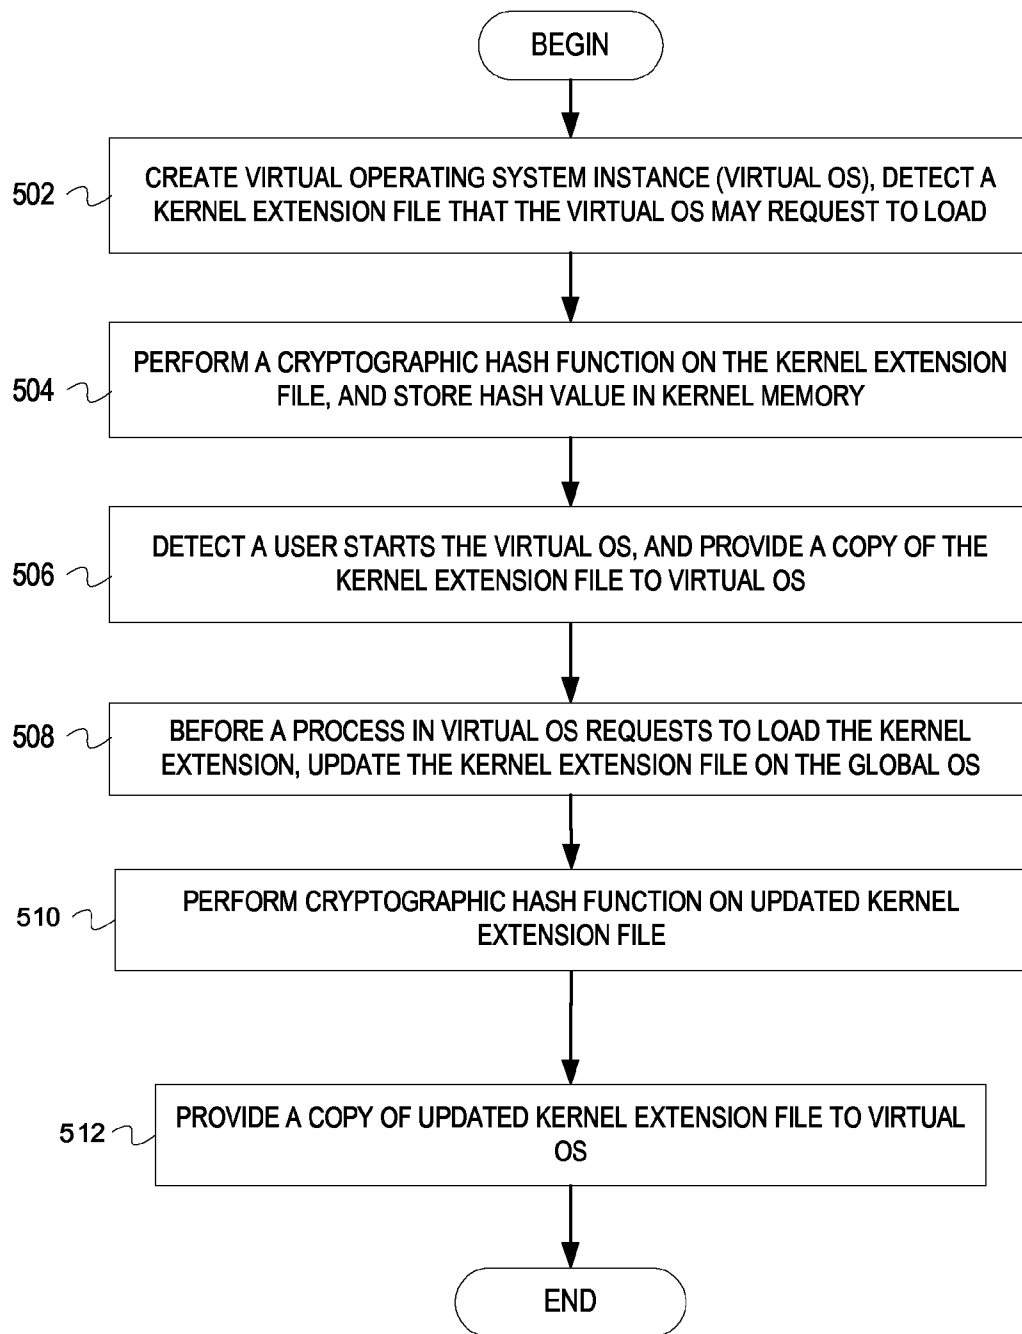 BEGIN
502
CREATE VIRTUAL OPERATING SYSTEM INSTANCE (VIRTUAL OS), DETECT A
KERNEL EXTENSION FILE THAT THE VIRTUAL OS MAY REQUEST TO LOAD
504
PERFORM A CRYPTOGRAPHIC HASH FUNCTION ON THE KERNEL EXTENSION
FILE, AND STORE HASH VALUE IN KERNEL MEMORY
506
DETECT A USER STARTS THE VIRTUAL OS, AND PROVIDE A COPY OF THE
KERNEL EXTENSION FILE TO VIRTUAL OS
508
BEFORE A PROCESS IN VIRTUAL OS REQUESTS TO LOAD THE KERNEL
EXTENSION, UPDATE THE KERNEL EXTENSION FILE ON THE GLOBAL OS
510
PERFORM CRYPTOGRAPHIC HASH FUNCTION ON UPDATED KERNEL
EXTENSION FILE
512
PROVIDE A COPY OF UPDATED KERNEL EXTENSION FILE TO VIRTUAL
OS
END